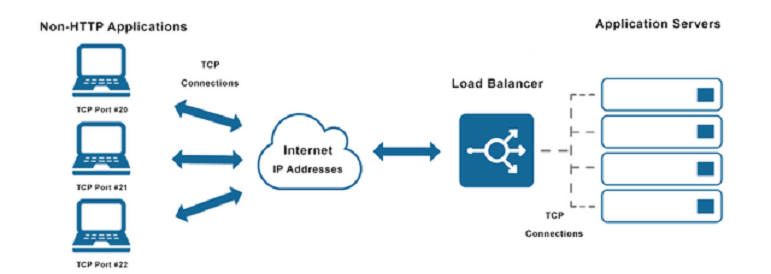 Non-HTTP Applications
Application Servers
TCP
Connections
Load Balancer
TCP Port #20
Internet
IP Addresses
TCP Port #21
TCP
Connections
TCP Port #22